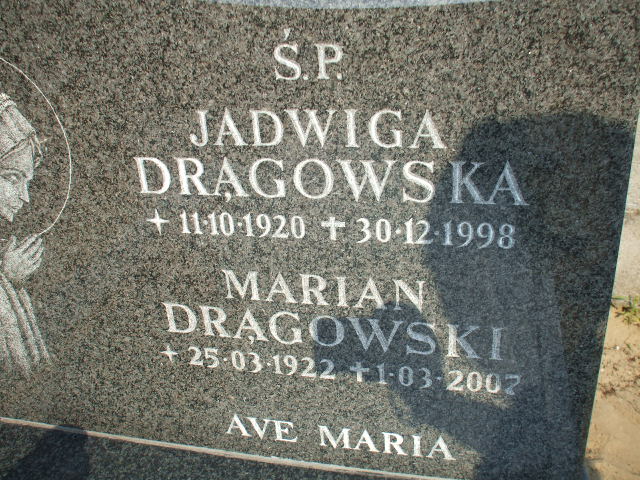 Ś.P.
JADWIGA
DRĄGOWSKA
+ 11·10·1920 ✝ 30·12·1998
MARIAN
DRĄGOWSKI
+ 25·03·1922 ✝ 1·03·2007
AVE MARIA